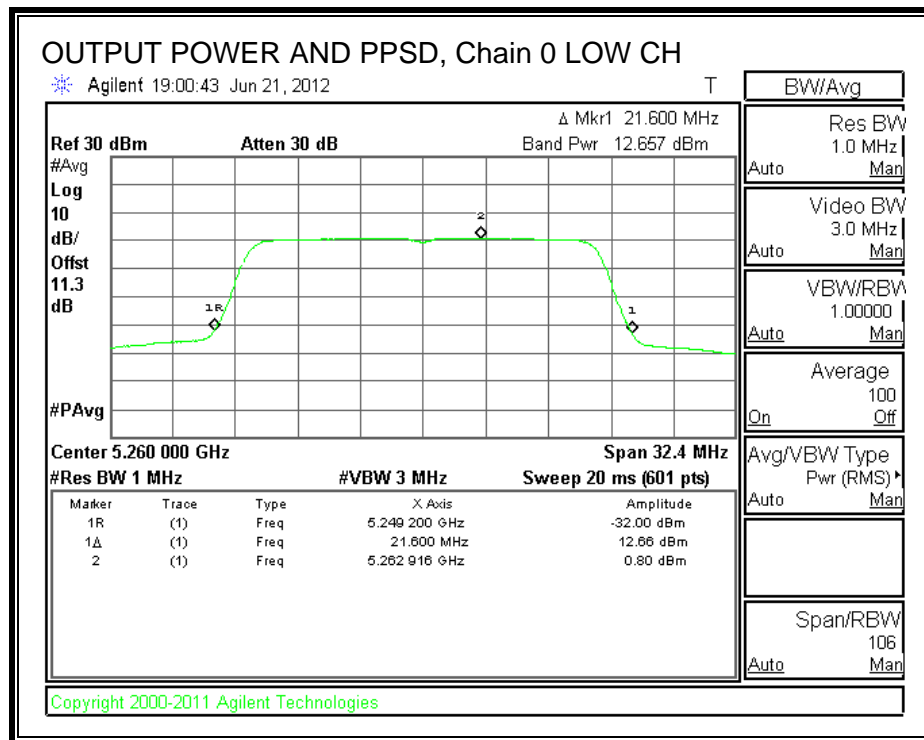 OUTPUT POWER AND PPSD, Chain 0 LOW CH
Agilent 19:00:43 Jun 21, 2012 T
Δ Mkr1 21.600 MHz
Ref 30 dBm Atten 30 dB Band Pwr 12.657 dBm
#Avg
Log
10
dB/
Offst
11.3
dB
#PAvg
1R
2
1
Center 5.260 000 GHz Span 32.4 MHz
#Res BW 1 MHz #VBW 3 MHz Sweep 20 ms (601 pts)
Marker Trace Type X Axis Amplitude
1R (1) Freq 5.249 200 GHz -32.00 dBm
1Δ (1) Freq 21.600 MHz 12.66 dBm
2 (1) Freq 5.262 916 GHz 0.80 dBm
BW/Avg
Res BW
1.0 MHz
Auto Man
Video BW
3.0 MHz
Auto Man
VBW/RBW
1.00000
Auto Man
Average
100
On Off
Avg/VBW Type
Pwr (RMS)
Auto Man
Span/RBW
106
Auto Man
Copyright 2000-2011 Agilent Technologies